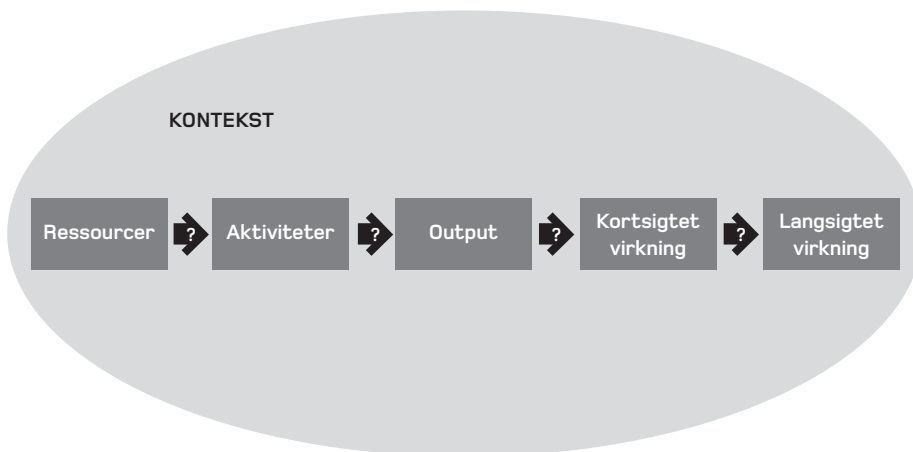 KONTEKST
Ressourcer
?
Aktiviteter
?
Output
?
Kortsigtet
virkning
?
Langsigtet
virkning